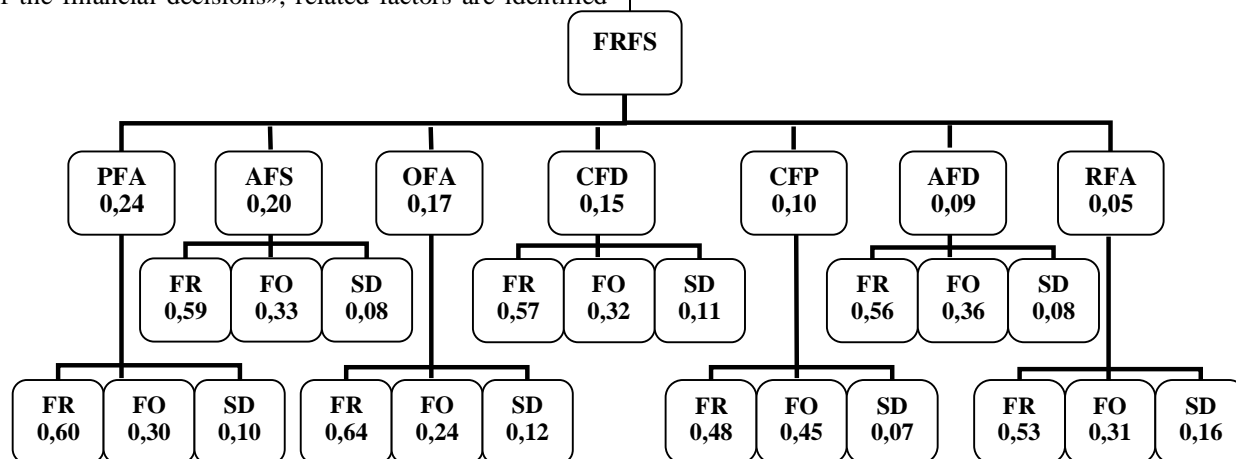 the financial decisions», related factors are identified
FRFS
PFA
0,24
AFS
0,20
OFA
0,17
CFD
0,15
CFP
0,10
AFD
0,09
RFA
0,05
FR
0,59
FO
0,33
SD
0,08
FR
0,57
FO
0,32
SD
0,11
FR
0,56
FO
0,36
SD
0,08
FR
0,60
FO
0,30
SD
0,10
FR
0,64
FO
0,24
SD
0,12
FR
0,48
FO
0,45
SD
0,07
FR
0,53
FO
0,31
SD
0,16